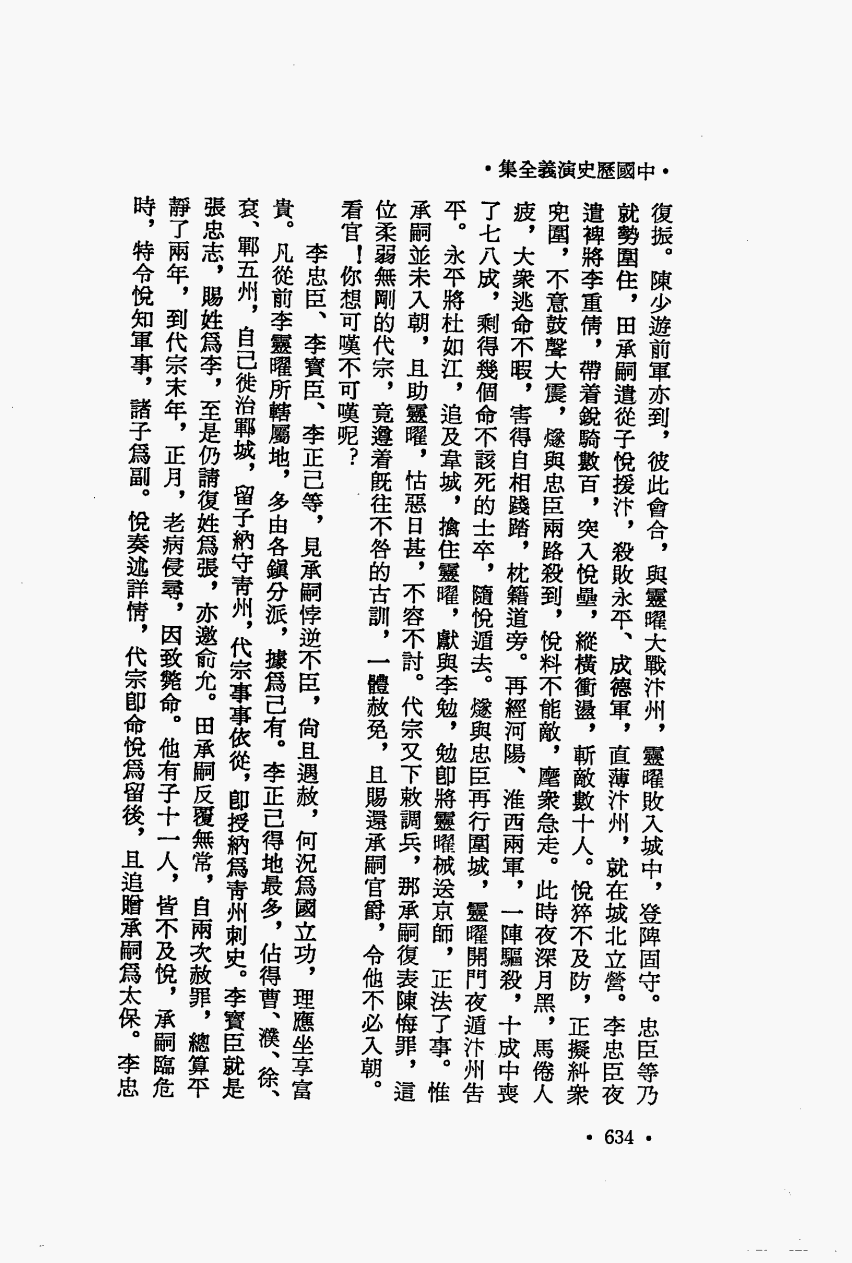 •中國歷史演義全集•
復振。陳少遊前軍亦到，彼此會合，與靈曜大戰汴州，靈曜敗入城中，登陴固守。忠臣等乃
就勢圍住，田承嗣遣從子悅援汴，殺敗永平、成德軍，直薄汴州，就在城北立營。李忠臣夜
遣裨將李重倩，帶着銳騎數百，突入悅壘，縱橫衝盪，斬敵數十人。悅猝不及防，正擬糾衆
兜圍，不意鼓聲大震，燧與忠臣兩路殺到，悅料不能敵，麾衆急走。此時夜深月黑，馬倦人
疲，大衆逃命不暇，害得自相踐踏，枕籍道旁。再經河陽、淮西兩軍，一陣驅殺，十成中喪
了七八成，剩得幾個命不該死的士卒，隨悅遁去。燧與忠臣再行圍城，靈曜開門夜遁汴州告
平。永平將杜如江，追及韋城，擒住靈曜，獻與李勉，勉卽將靈曜械送京師，正法了事。惟
承嗣並未入朝，且助靈曜，怙惡日甚，不容不討。代宗又下敕調兵，那承嗣復表陳悔罪，這
位柔弱無剛的代宗，竟遵着旣往不咎的古訓，一體赦免，且賜還承嗣官爵，令他不必入朝。
看官！你想可嘆不可嘆呢？
李忠臣、李寶臣、李正己等，見承嗣悖逆不臣，尙且遇赦，何況爲國立功，理應坐享富
貴。凡從前李靈曜所轄屬地，多由各鎭分派，據爲己有。李正己得地最多，佔得曹、濮、徐、
兗、鄆五州，自己徙治鄆城，留子納守靑州，代宗事事依從，卽授納爲靑州刺史。李寶臣就是
張忠志，賜姓爲李，至是仍請復姓爲張，亦邀俞允。田承嗣反覆無常，自兩次赦罪，總算平
靜了兩年，到代宗末年，正月，老病侵尋，因致斃命。他有子十一人，皆不及悅，承嗣臨危
時，特令悅知軍事，諸子爲副。悅奏述詳情，代宗卽命悅爲留後，且追贈承嗣爲太保。李忠
•634•